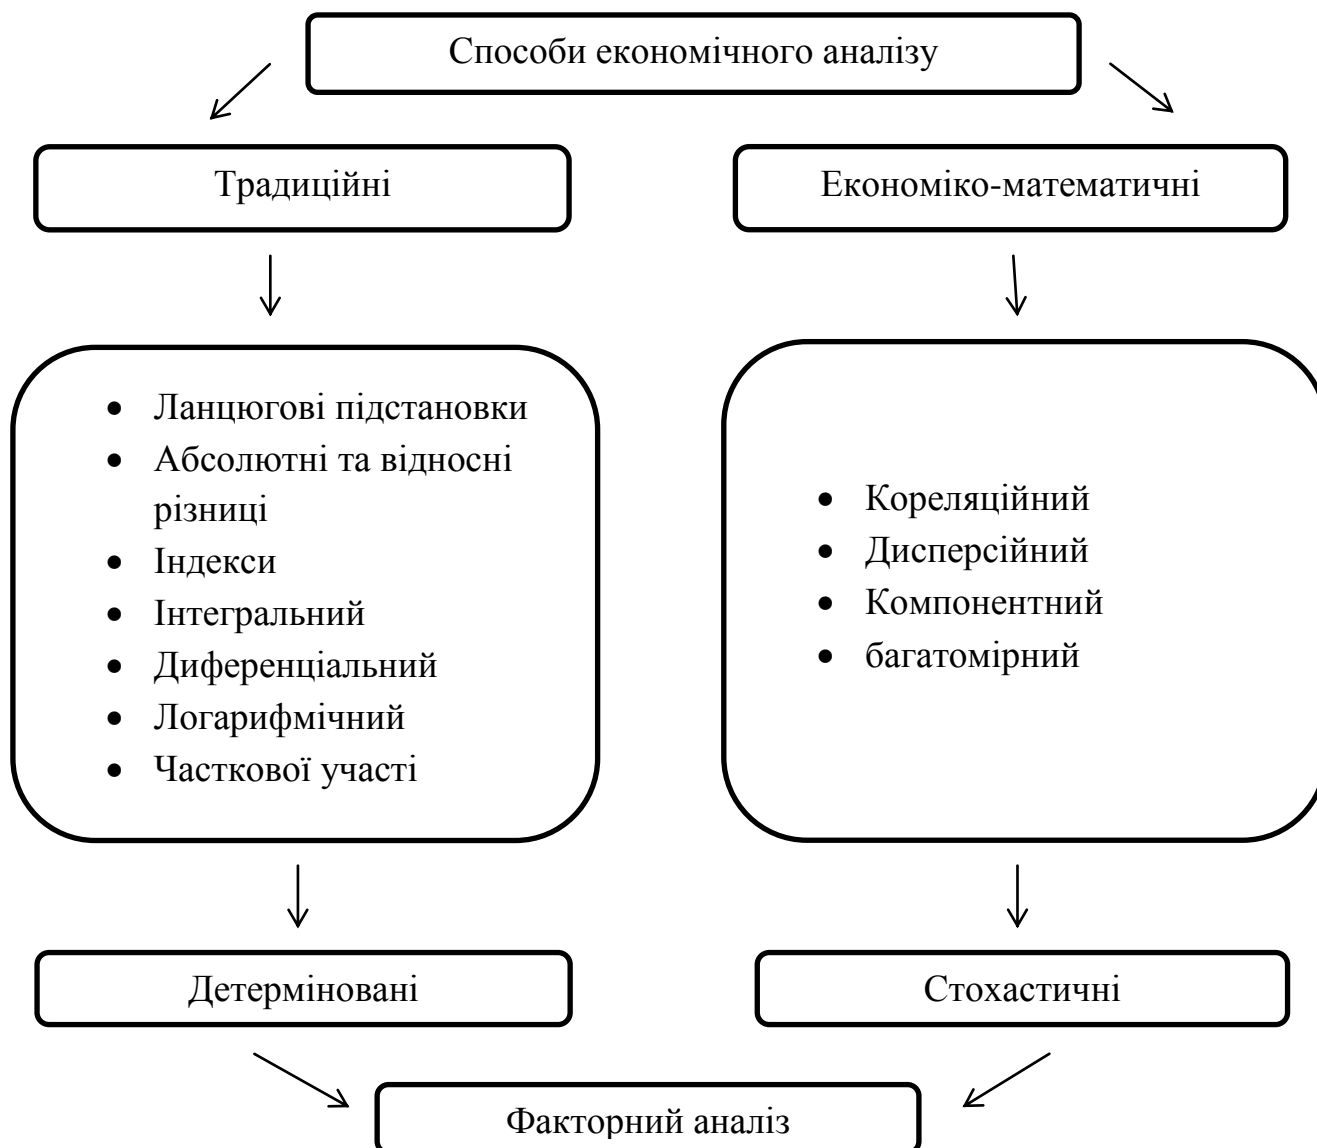 Способи економічного аналізу
Традиційні
Економіко-математичні
• Ланцюгові підстановки
• Абсолютні та відносні
різниці
• Індекси
• Інтегральний
• Диференціальний
• Логарифмічний
• Часткової участі
• Кореляційний
• Дисперсійний
• Компонентний
• багатомірний
Детерміновані
Стохастичні
Факторний аналіз